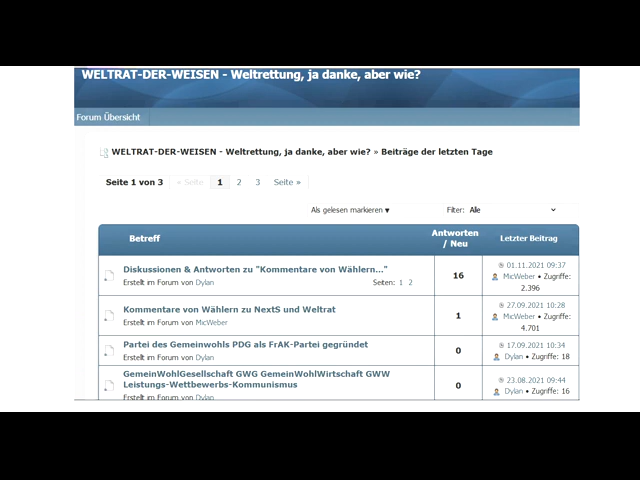 WELTRAT-DER-WEISEN - Weltrettung, ja danke, aber wie?
Forum Übersicht
WELTRAT-DER-WEISEN - Weltrettung, ja danke, aber wie? » Beiträge der letzten Tage
Seite 1 von 3 « Seite 1 2 3 Seite »
Als gelesen markieren ▾ Filter: Alle
Betreff Antworten / Neu Letzter Beitrag
Diskussionen & Antworten zu "Kommentare von Wählern..."
Erstellt im Forum von Dylan Seiten: 1 2
16
01.11.2021 09:37
MicWeber • Zugriffe:
2.396
Kommentare von Wählern zu NextS und Weltrat
Erstellt im Forum von MicWeber
1
27.09.2021 10:28
MicWeber • Zugriffe:
4.701
Partei des Gemeinwohls PDG als FrAK-Partei gegründet
Erstellt im Forum von Dylan
0
17.09.2021 10:34
Dylan • Zugriffe: 18
GemeinWohlGesellschaft GWG GemeinWohlWirtschaft GWW
Leistungs-Wettbewerbs-Kommunismus
Erstellt im Forum von Dylan
0
23.08.2021 09:44
Dylan • Zugriffe: 16